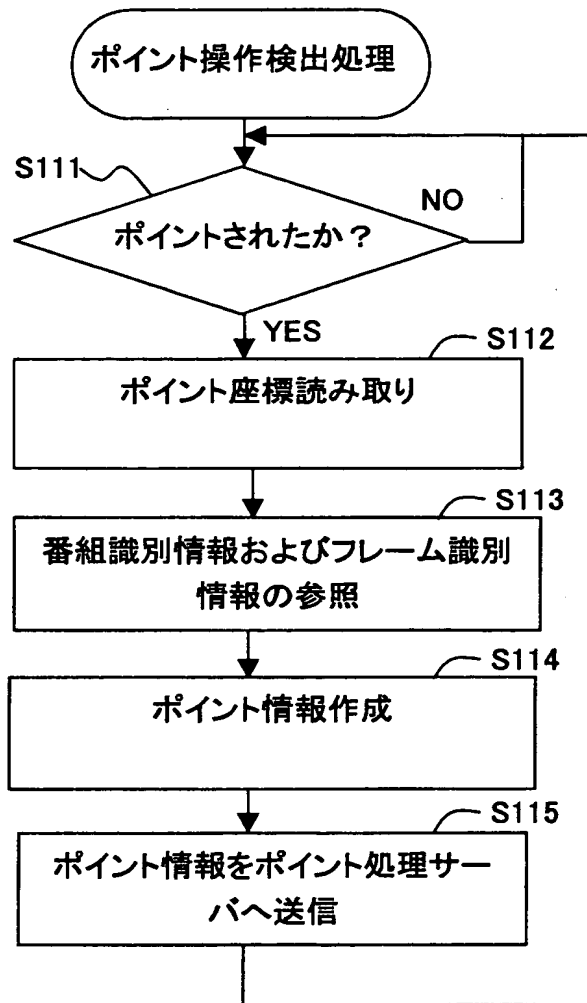 ポイント操作検出処理
S111
ポイントされたか？
NO
YES
S112
ポイント座標読み取り
S113
番組識別情報およびフレーム識別
情報の参照
S114
ポイント情報作成
S115
ポイント情報をポイント処理サー
バへ送信